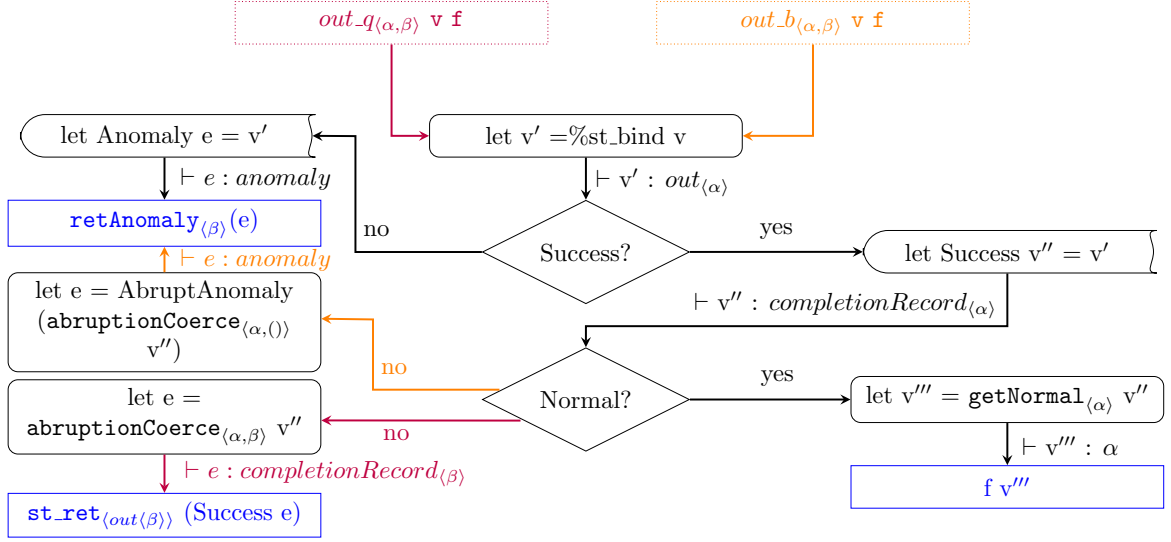 out_q⟨α,β⟩ v f
out_b⟨α,β⟩ v f
let Anomaly e = v′
let v′ =%st_bind v
⊢ e : anomaly
⊢ v′ : out⟨α⟩
retAnomaly⟨β⟩(e)
no
Success?
yes
let Success v″ = v′
⊢ e : anomaly
let e = AbruptAnomaly
(abruptionCoerce⟨α,()⟩
v″)
⊢ v″ : completionRecord⟨α⟩
no
Normal?
yes
let v‴ = getNormal⟨α⟩ v″
let e =
abruptionCoerce⟨α,β⟩ v″
no
⊢ e : completionRecord⟨β⟩
⊢ v‴ : α
st_ret⟨out⟨β⟩⟩ (Success e)
f v‴